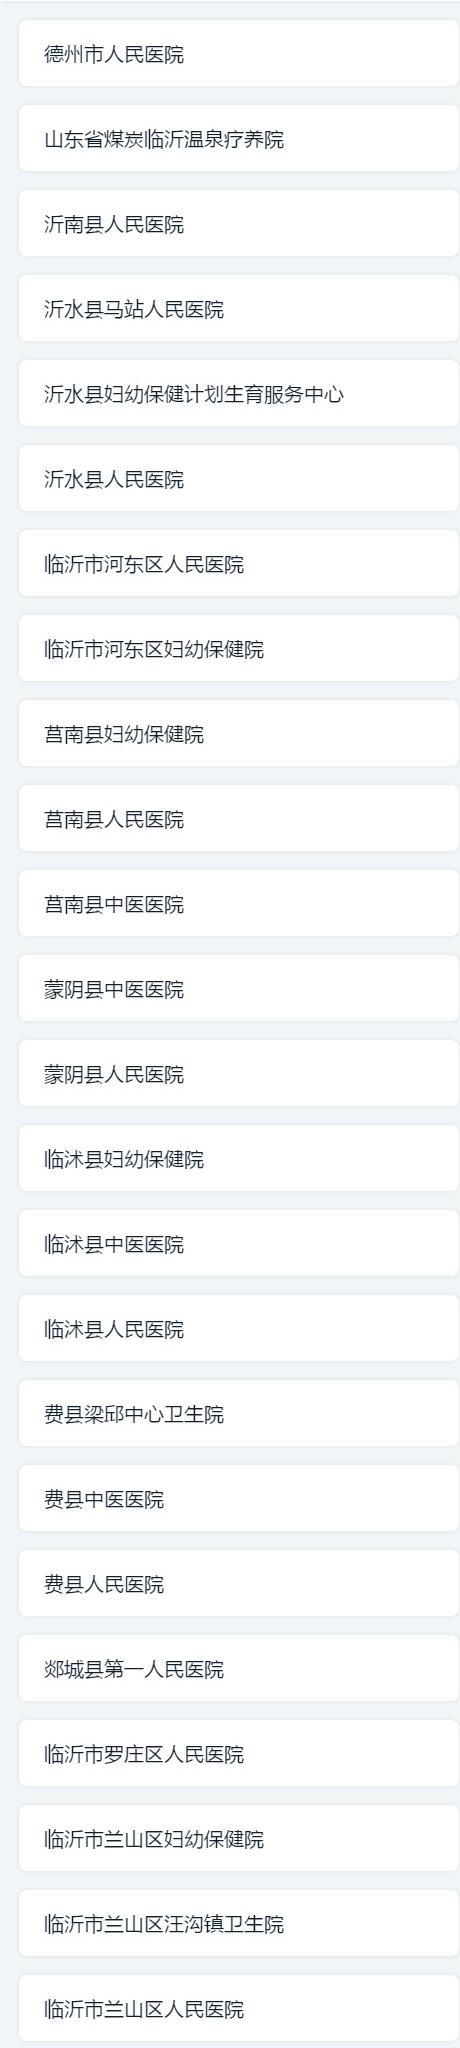 德州市人民医院
山东省煤炭临沂温泉疗养院
沂南县人民医院
沂水县马站人民医院
沂水县妇幼保健计划生育服务中心
沂水县人民医院
临沂市河东区人民医院
临沂市河东区妇幼保健院
莒南县妇幼保健院
莒南县人民医院
莒南县中医医院
蒙阴县中医医院
蒙阴县人民医院
临沭县妇幼保健院
临沭县中医医院
临沭县人民医院
费县梁邱中心卫生院
费县中医医院
费县人民医院
郯城县第一人民医院
临沂市罗庄区人民医院
临沂市兰山区妇幼保健院
临沂市兰山区汪沟镇卫生院
临沂市兰山区人民医院